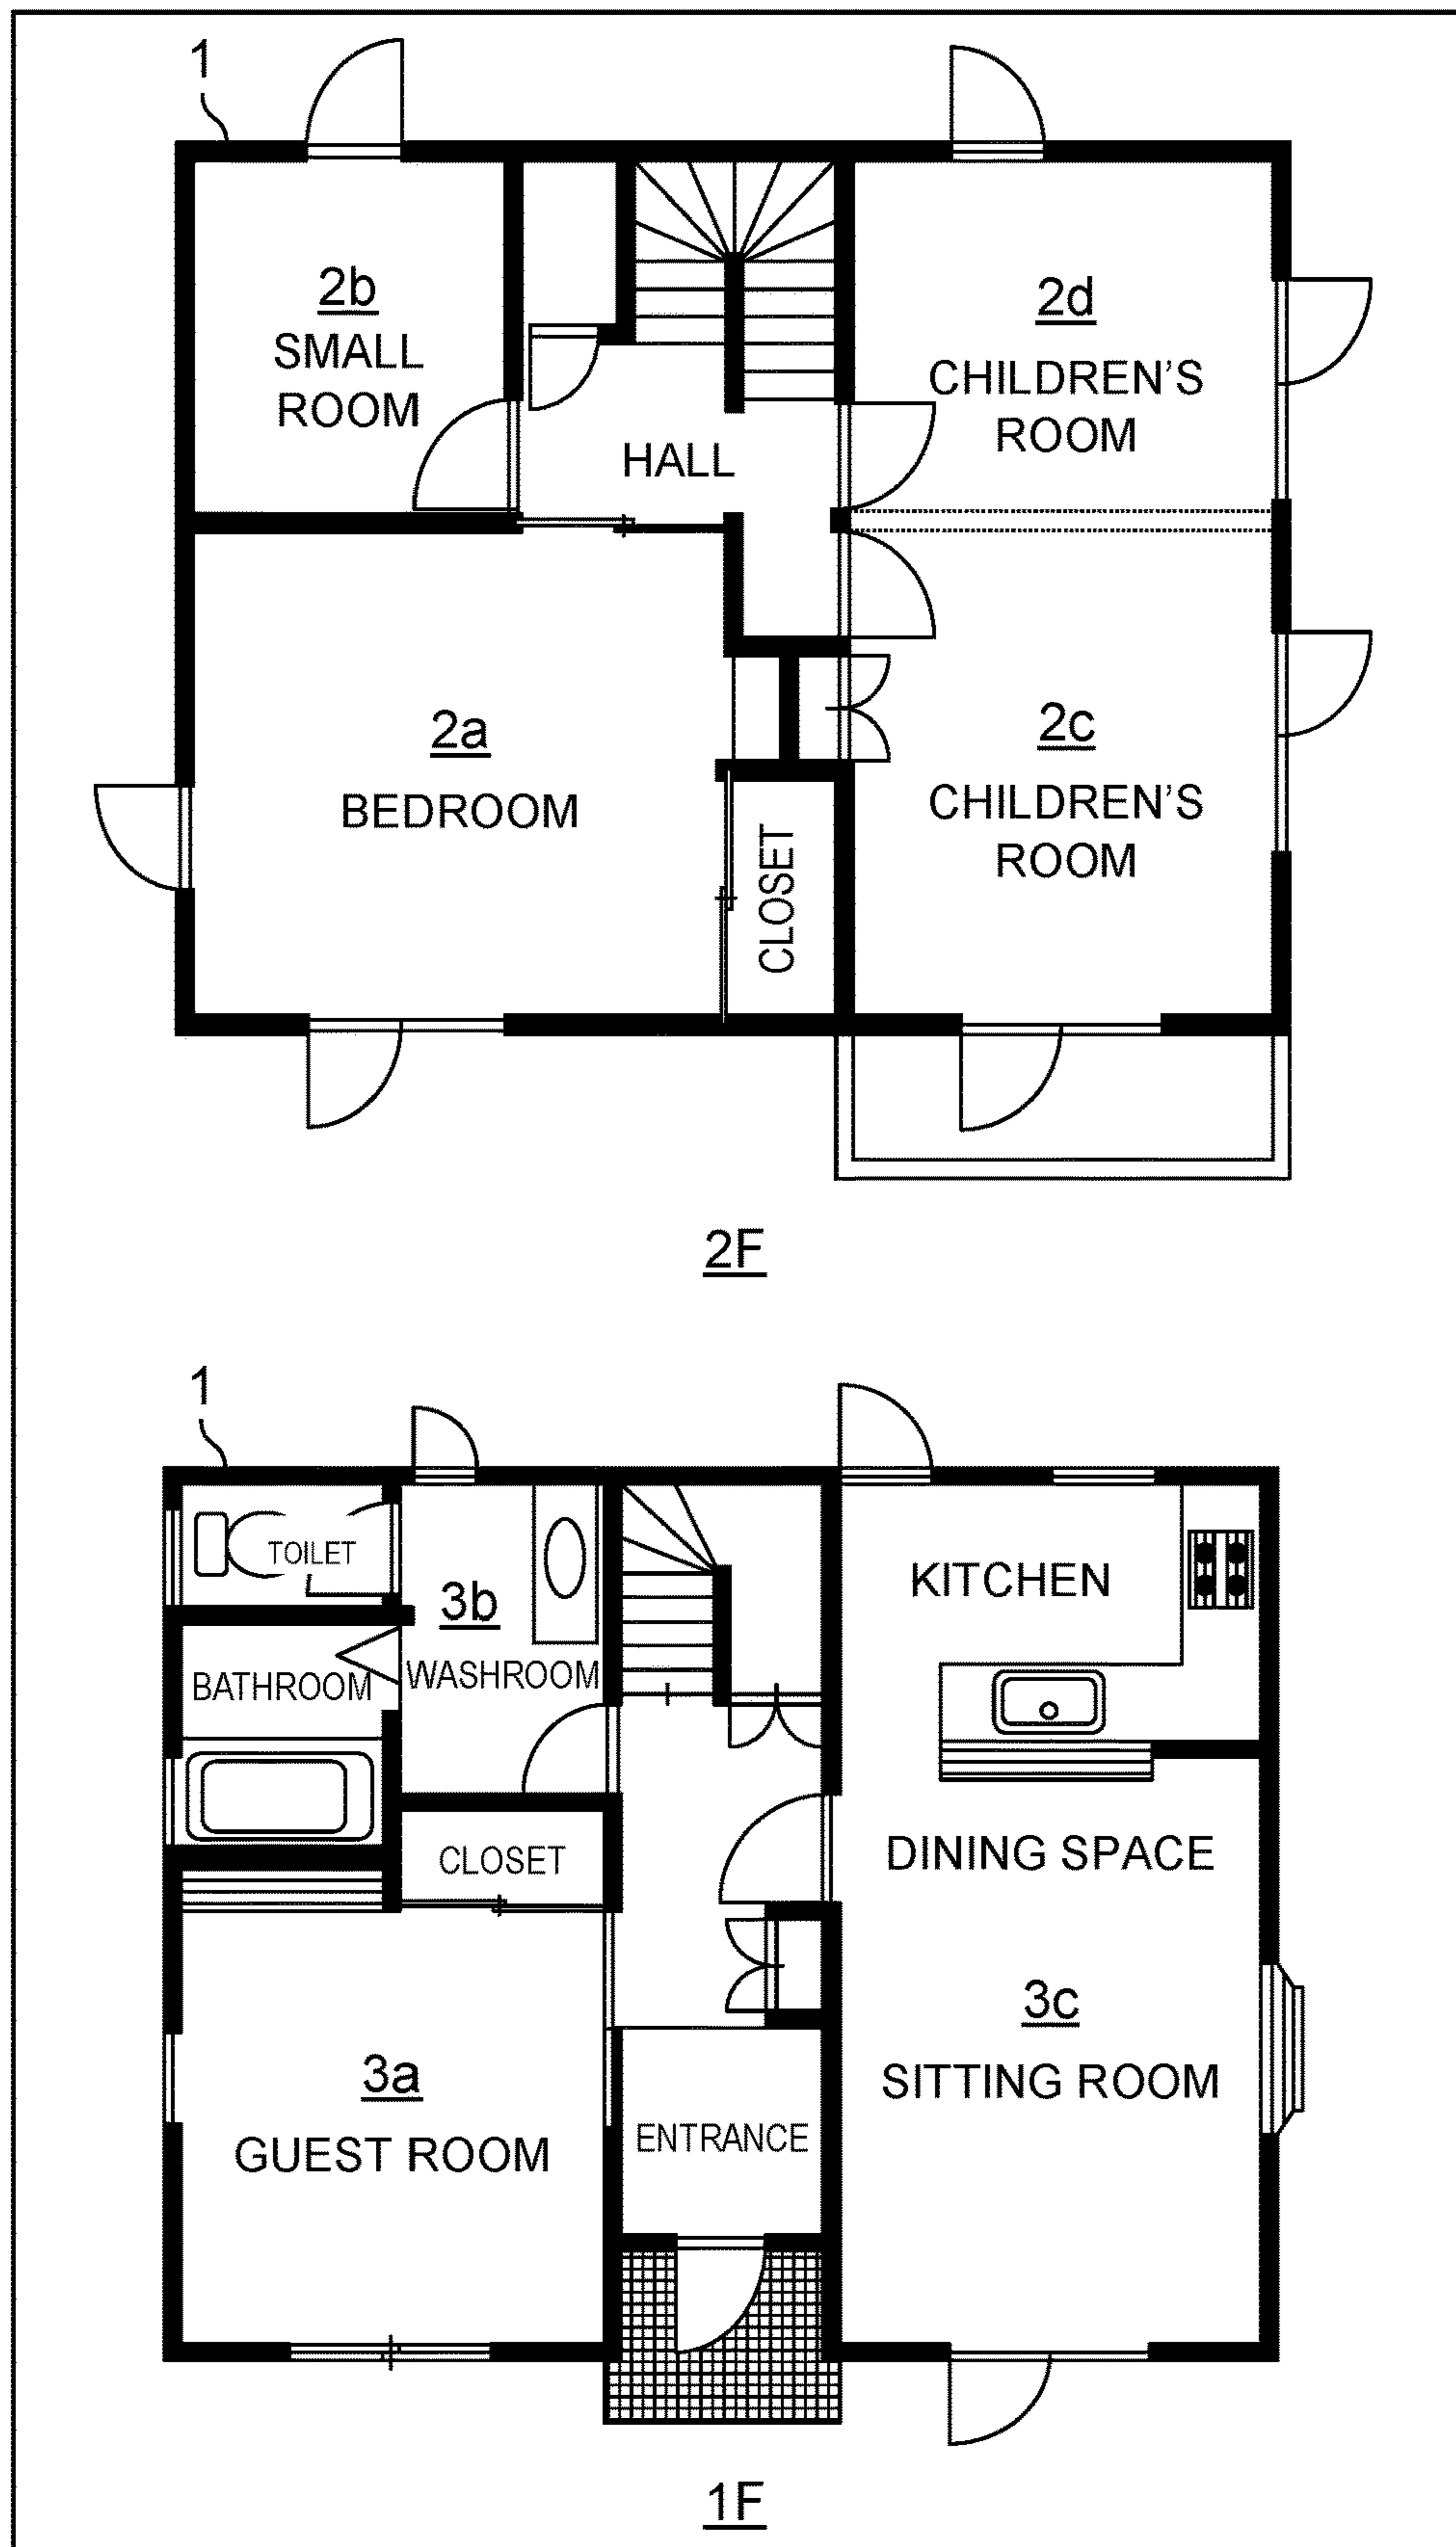 1
2b
SMALL
ROOM
2d
CHILDREN'S
ROOM
HALL
2a
BEDROOM
2c
CHILDREN'S
ROOM
CLOSET
2F
1
TOILET
3b
KITCHEN
BATHROOM
WASHROOM
CLOSET
DINING SPACE
3c
SITTING ROOM
3a
GUEST ROOM
ENTRANCE
1F